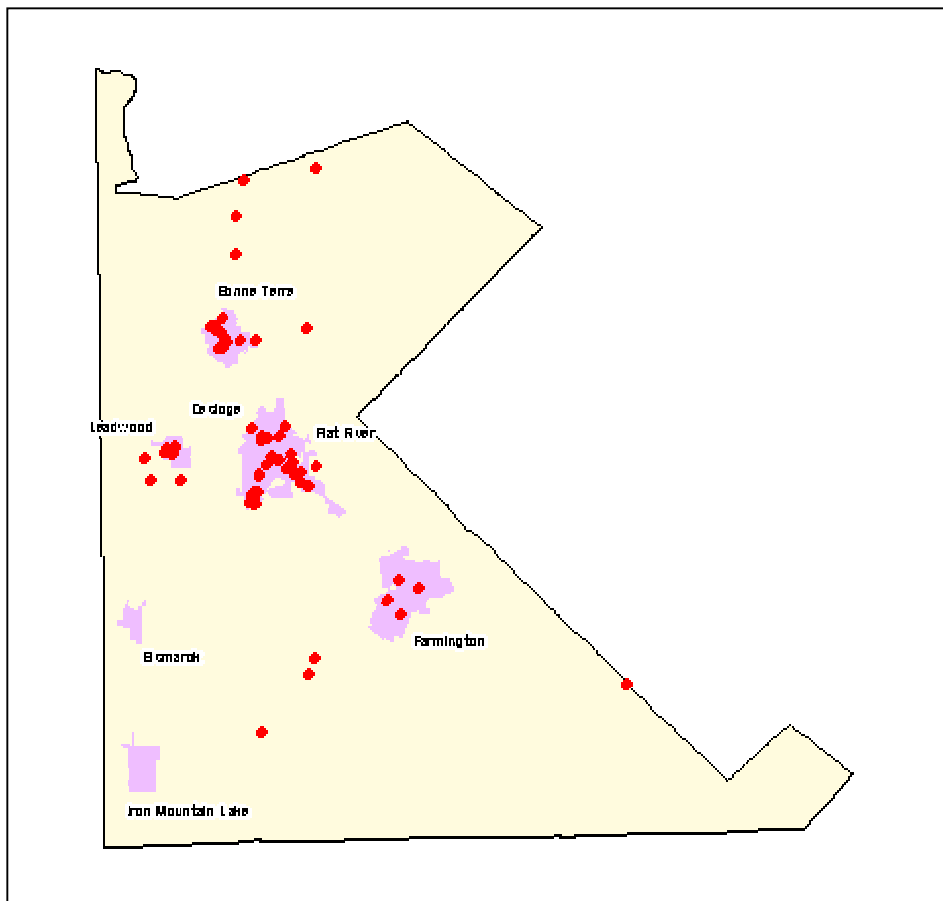 Bonne Terre
Desloge
Leadwood
Flat River
Farmington
Bismarck
Iron Mountain Lake